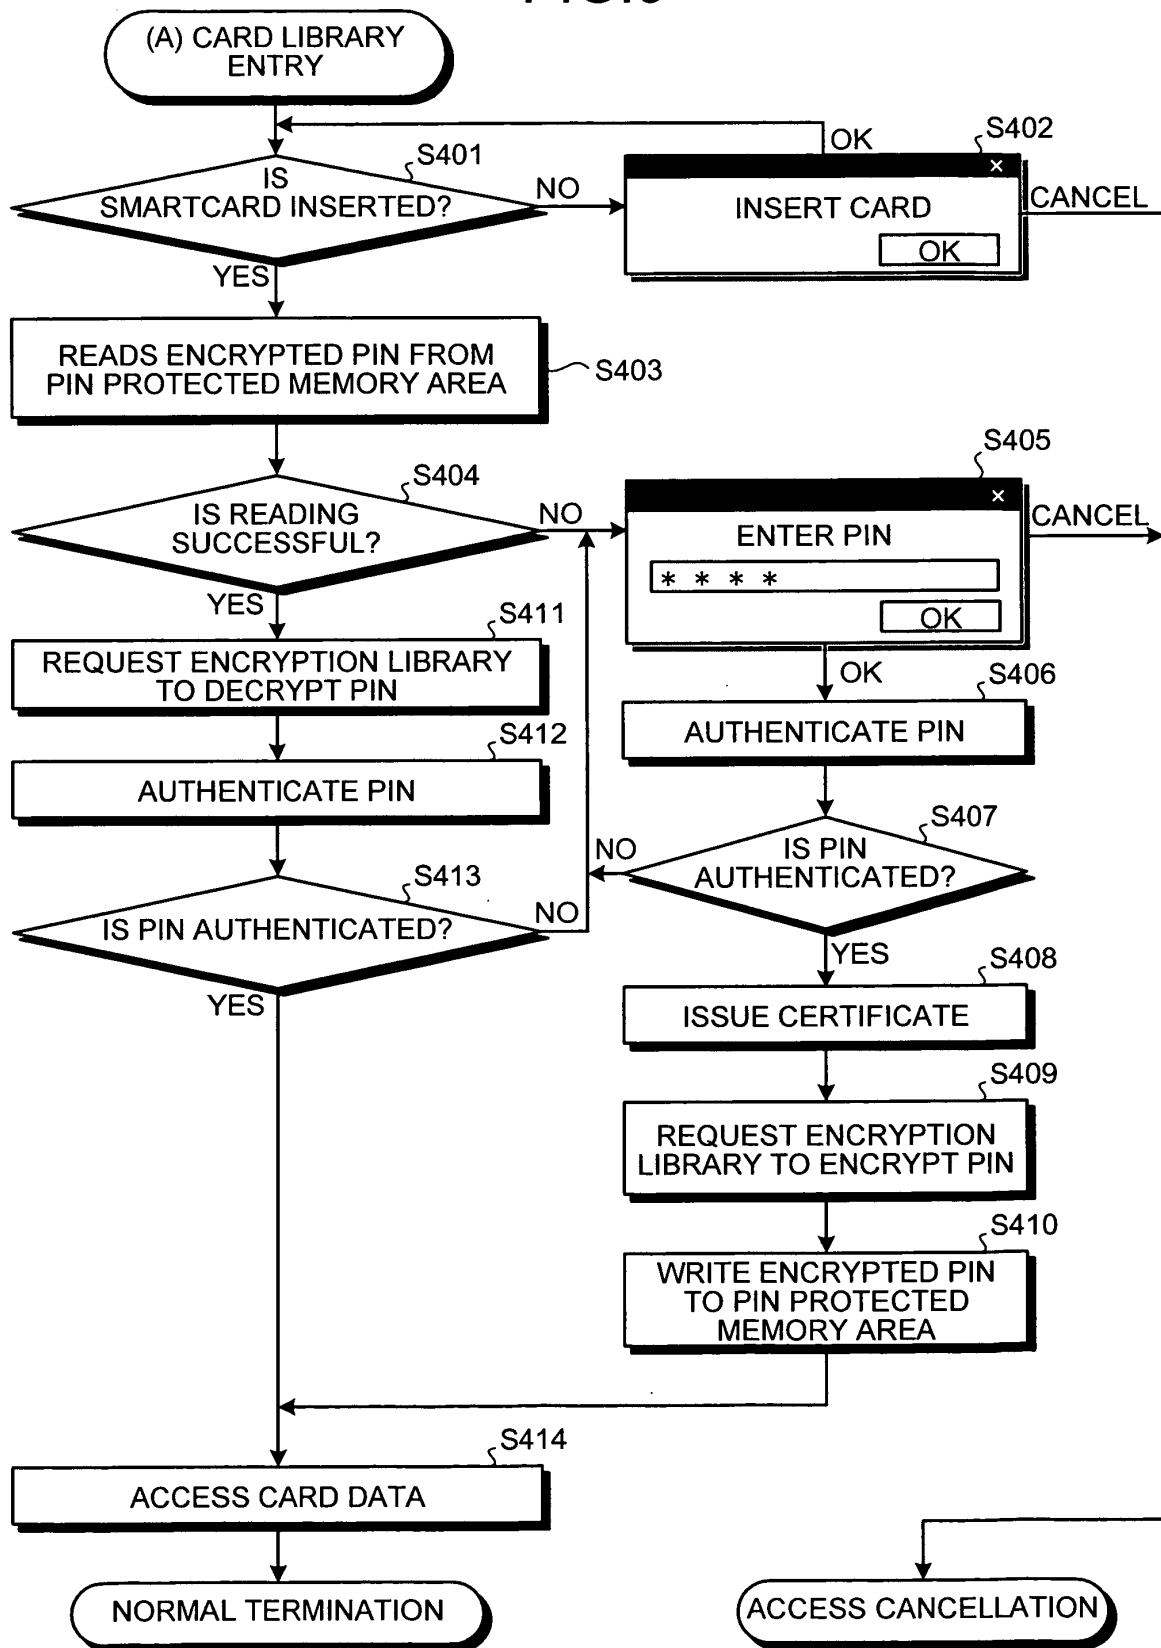 (A) CARD LIBRARY
ENTRY
OK
S402
S401
×
IS
SMARTCARD INSERTED?
NO
INSERT CARD
CANCEL
OK
YES
READS ENCRYPTED PIN FROM
PIN PROTECTED MEMORY AREA
S403
S405
S404
×
IS READING
SUCCESSFUL?
NO
ENTER PIN
CANCEL
* * * *
OK
YES
S411
REQUEST ENCRYPTION LIBRARY
TO DECRYPT PIN
OK
S406
AUTHENTICATE PIN
S412
AUTHENTICATE PIN
S407
IS PIN
AUTHENTICATED?
NO
S413
IS PIN AUTHENTICATED?
NO
YES
YES
S408
ISSUE CERTIFICATE
S409
REQUEST ENCRYPTION
LIBRARY TO ENCRYPT PIN
S410
WRITE ENCRYPTED PIN
TO PIN PROTECTED
MEMORY AREA
S414
ACCESS CARD DATA
NORMAL TERMINATION
ACCESS CANCELLATION